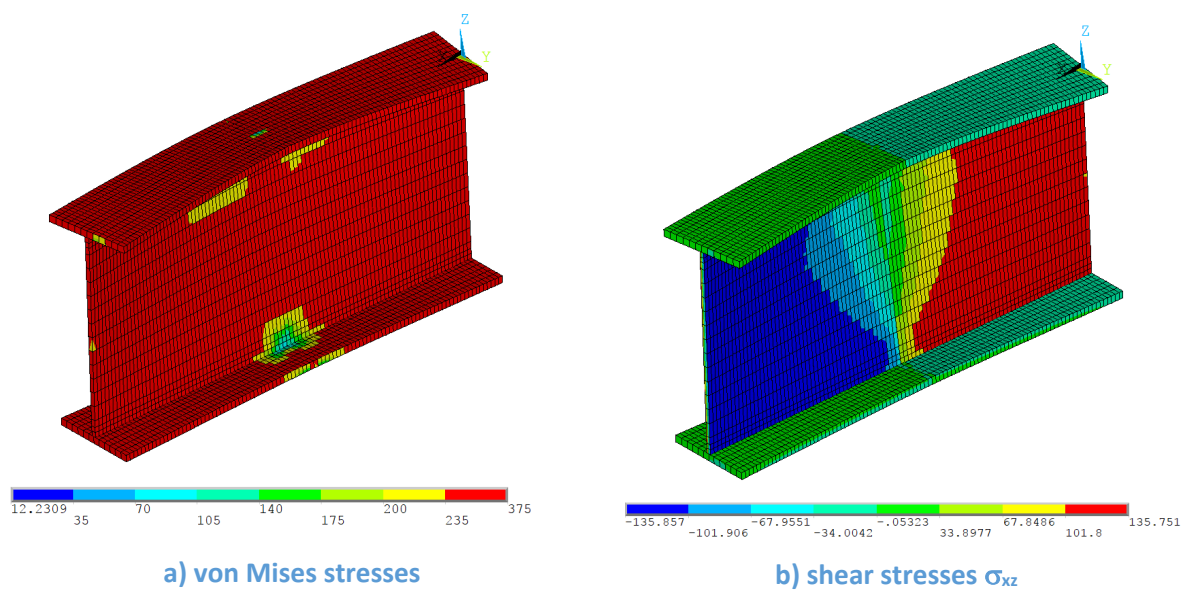 Z
Y
X
12.2309 70 140 200 375
35 105 175 235
a) von Mises stresses
Z
Y
X
-135.857 -67.9551 -.05323 67.8486 135.751
-101.906 -34.0042 33.8977 101.8
b) shear stresses σxz